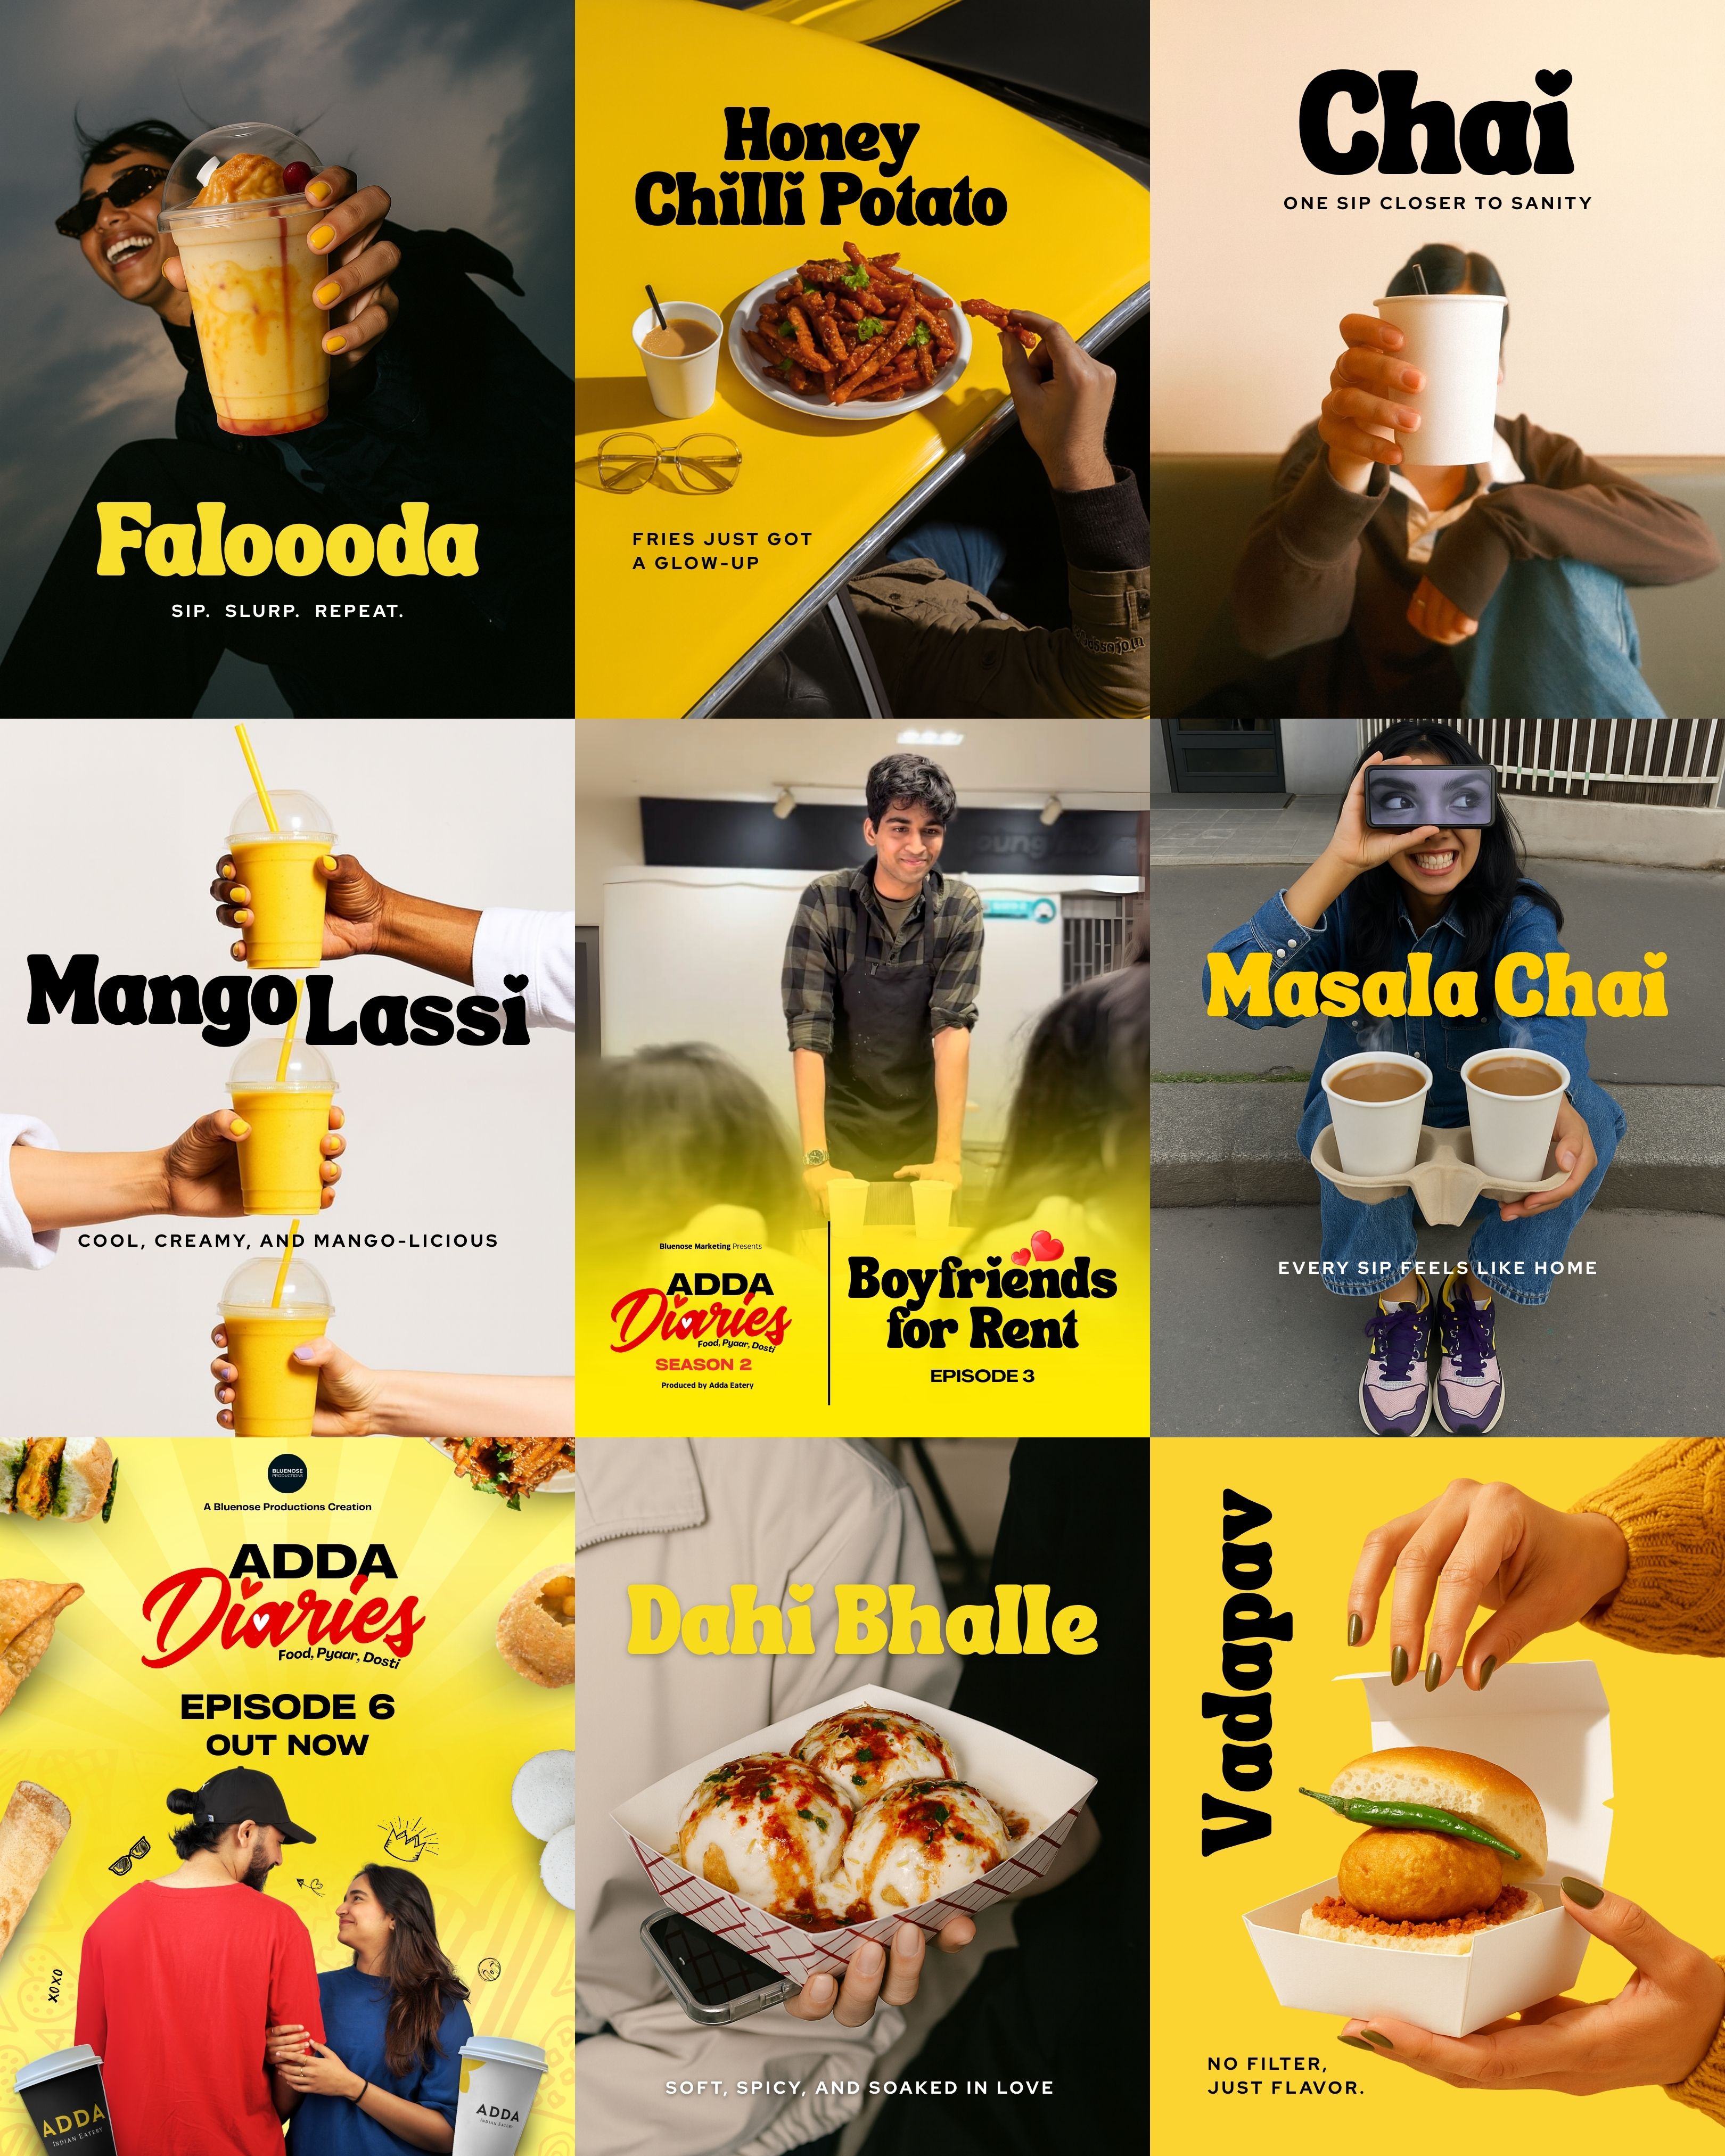 Faloooda
SIP. SLURP. REPEAT.
Honey
Chilli Potato
FRIES JUST GOT
A GLOW-UP
Chai
ONE SIP CLOSER TO SANITY
Mango Lassi
COOL, CREAMY, AND MANGO-LICIOUS
Bluenose Marketing Presents
ADDA
Diaries
Food, Pyaar, Dosti
SEASON 2
Produced by Adda Eatery
Boyfriends
for Rent
EPISODE 3
Masala Chai
EVERY SIP FEELS LIKE HOME
BLUENOSE
PRODUCTIONS
A Bluenose Productions Creation
ADDA
Diaries
Food, Pyaar, Dosti
EPISODE 6
OUT NOW
XOXO
ADDA
INDIAN EATERY
ADDA
INDIAN EATERY
Dahi Bhalle
SOFT, SPICY, AND SOAKED IN LOVE
Vadapav
NO FILTER,
JUST FLAVOR.